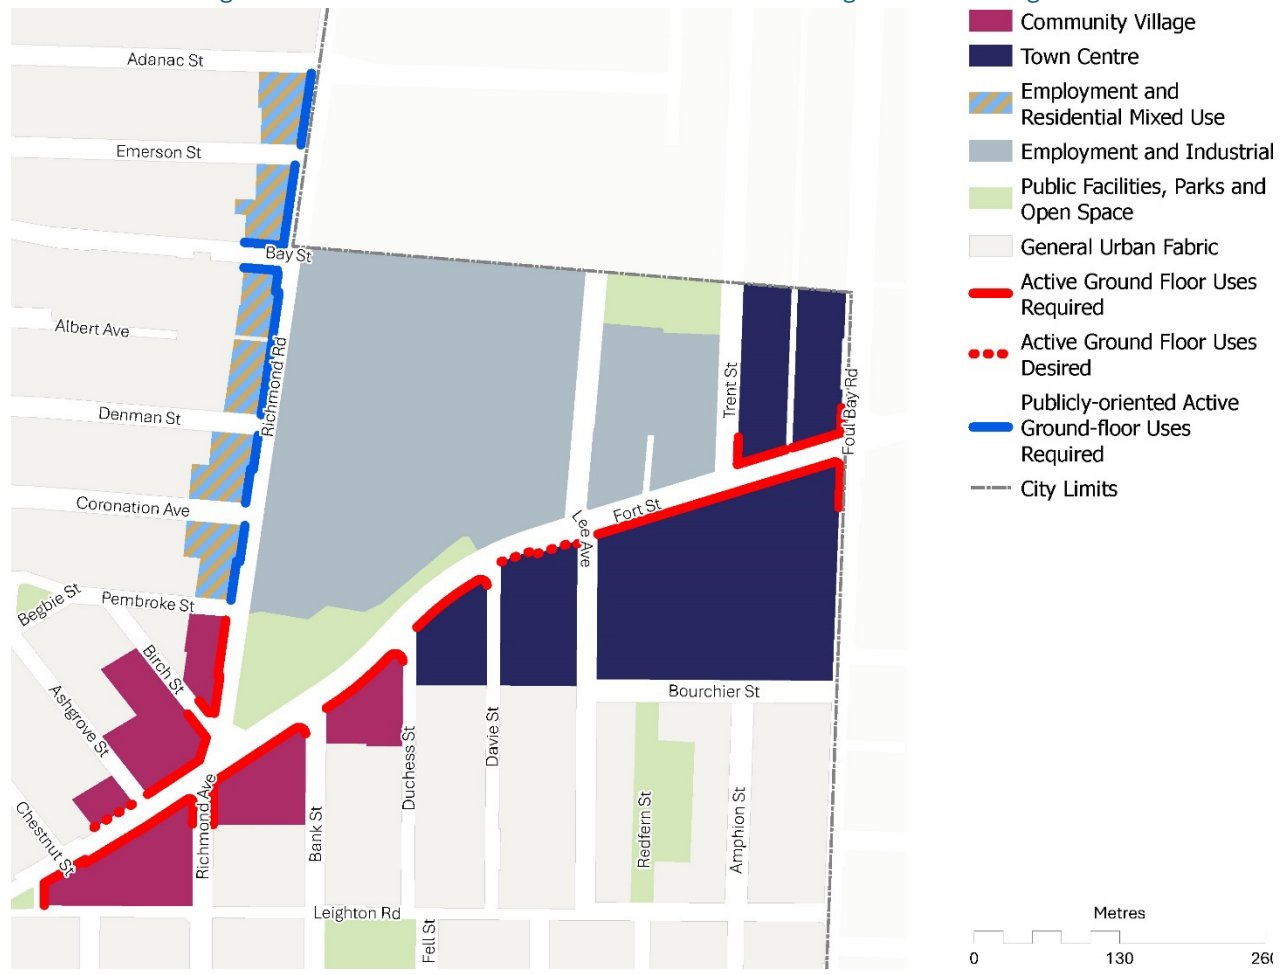 Adanac St
Emerson St
Bay St
Albert Ave
Richmond Rd
Denman St
Coronation Ave
Pembroke St
Begbie St
Birch St
Ashgrove St
Chestnut St
Richmond Ave
Bank St
Duchess St
Davie St
Lee Ave
Fort St
Trent St
Foul Bay Rd
Bourchier St
Redfern St
Amphion St
Leighton Rd
Fell St
Community Village
Town Centre
Employment and
Residential Mixed Use
Employment and Industrial
Public Facilities, Parks and
Open Space
General Urban Fabric
Active Ground Floor Uses
Required
Active Ground Floor Uses
Desired
Publicly-oriented Active
Ground-floor Uses
Required
City Limits
Metres
0 130 260